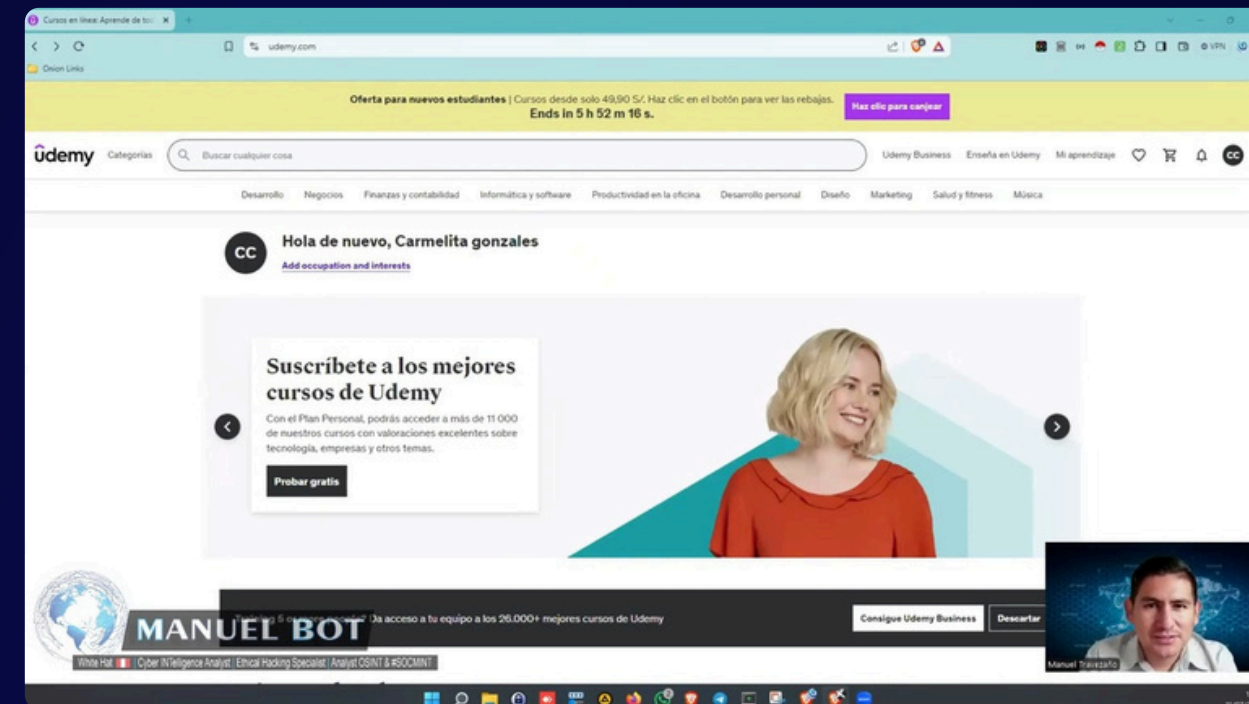 Cursos en línea: Aprende de to
udemy.com
VPN
Onion Links
Oferta para nuevos estudiantes | Cursos desde solo 49,90 S/. Haz clic en el botón para ver las rebajas.
Ends in 5 h 52 m 16 s.
Haz clic para canjear
ûdemy Categorías Buscar cualquier cosa Udemy Business Enseña en Udemy Mi aprendizaje CC
Desarrollo Negocios Finanzas y contabilidad Informática y software Productividad en la oficina Desarrollo personal Diseño Marketing Salud y fitness Música
CC
Hola de nuevo, Carmelita gonzales
Add occupation and interests
Suscríbete a los mejores
cursos de Udemy
Con el Plan Personal, podrás acceder a más de 11 000
de nuestros cursos con valoraciones excelentes sobre
tecnología, empresas y otros temas.
Probar gratis
Da acceso a tu equipo a los 26.000+ mejores cursos de Udemy
Consigue Udemy Business
Descartar
MANUEL BOT
White Hat | Cyber INTelligence Analyst | Ethical Hacking Specialist | Analyst OSINT & #SOCMINT
Manuel Travezaño